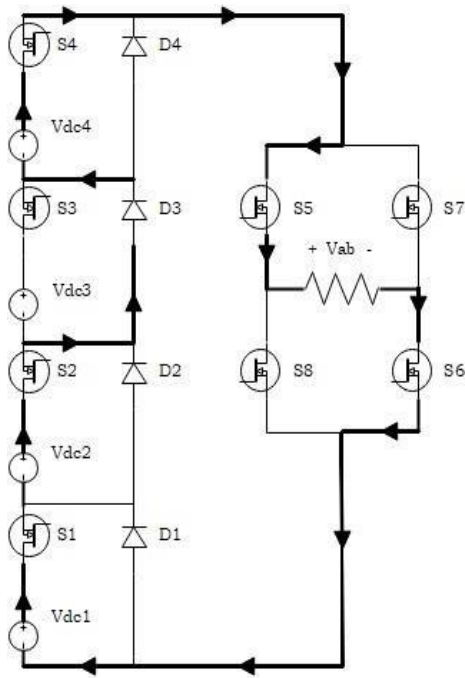 S4
D4
Vdc4
S3
D3
S5
S7
+ Vab -
Vdc3
S2
D2
S8
S6
Vdc2
S1
D1
Vdc1